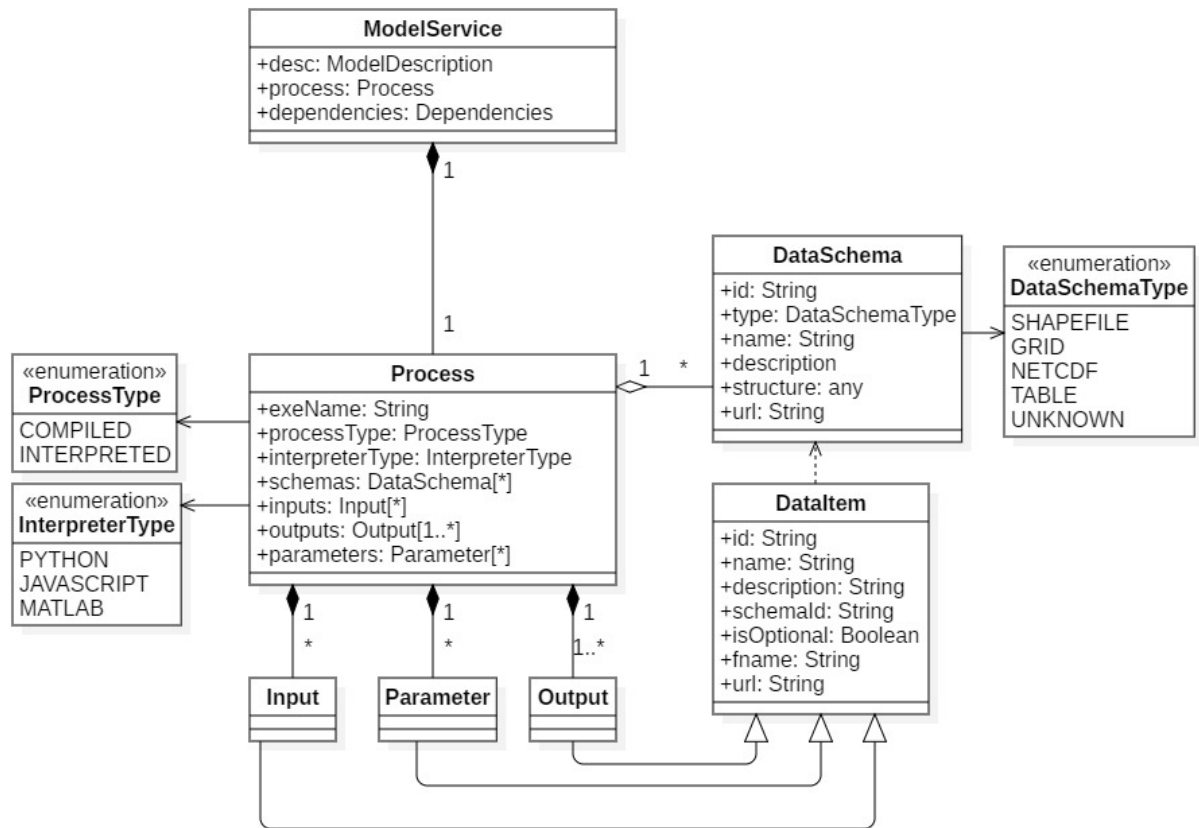 ModelService
+desc: ModelDescription
+process: Process
+dependencies: Dependencies
1
1
DataSchema
+id: String
+type: DataSchemaType
+name: String
+description
+structure: any
+url: String
«enumeration»
DataSchemaType
SHAPEFILE
GRID
NETCDF
TABLE
UNKNOWN
«enumeration»
ProcessType
COMPILED
INTERPRETED
«enumeration»
InterpreterType
PYTHON
JAVASCRIPT
MATLAB
Process
+exeName: String
+processType: ProcessType
+interpreterType: InterpreterType
+schemas: DataSchema[*]
+inputs: Input[*]
+outputs: Output[1..*]
+parameters: Parameter[*]
1 *
DataItem
+id: String
+name: String
+description: String
+schemaId: String
+isOptional: Boolean
+fname: String
+url: String
1 1 1
* * 1..*
Input Parameter Output